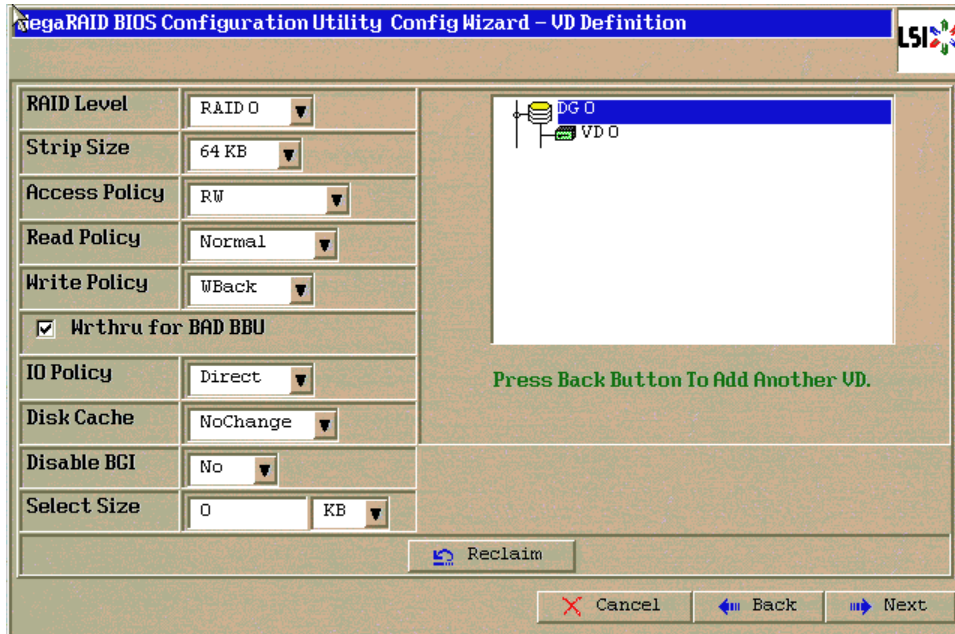 MegaRAID BIOS Configuration Utility Config Wizard - VD Definition
LSI
RAID Level
RAID 0
Strip Size
64 KB
Access Policy
RW
Read Policy
Normal
Write Policy
WBack
Wrthru for BAD BBU
IO Policy
Direct
Disk Cache
NoChange
Disable BGI
No
Select Size
0
KB
DG 0
VD 0
Press Back Button To Add Another VD.
Reclaim
Cancel
Back
Next